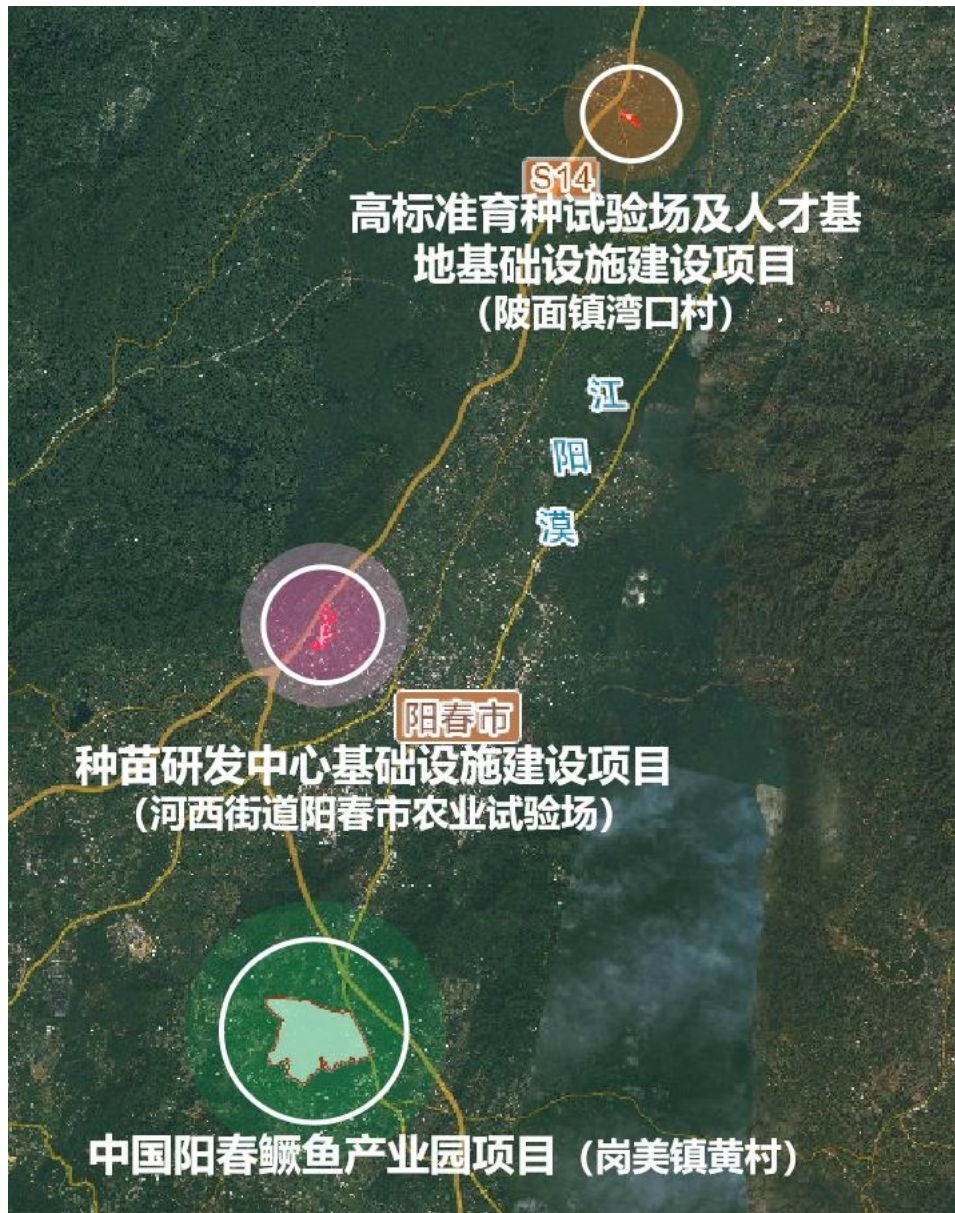 S14
高标准育种试验场及人才基
地基础设施建设项目
（陂面镇湾口村）
江
阳
漠
阳春市
种苗研发中心基础设施建设项目
（河西街道阳春市农业试验场）
中国阳春鳜鱼产业园项目（岗美镇黄村）